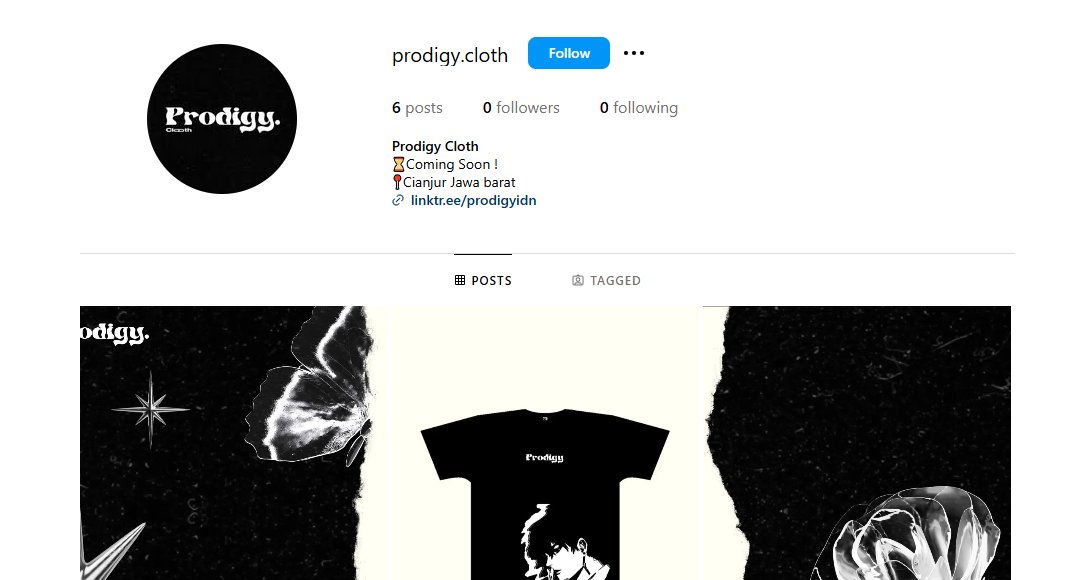 prodigy.cloth Follow
6 posts 0 followers 0 following
Prodigy.
Clooth
Prodigy Cloth
⌛Coming Soon !
📍Cianjur Jawa barat
linktr.ee/prodigyidn
POSTS TAGGED
odigy.
Prodigy